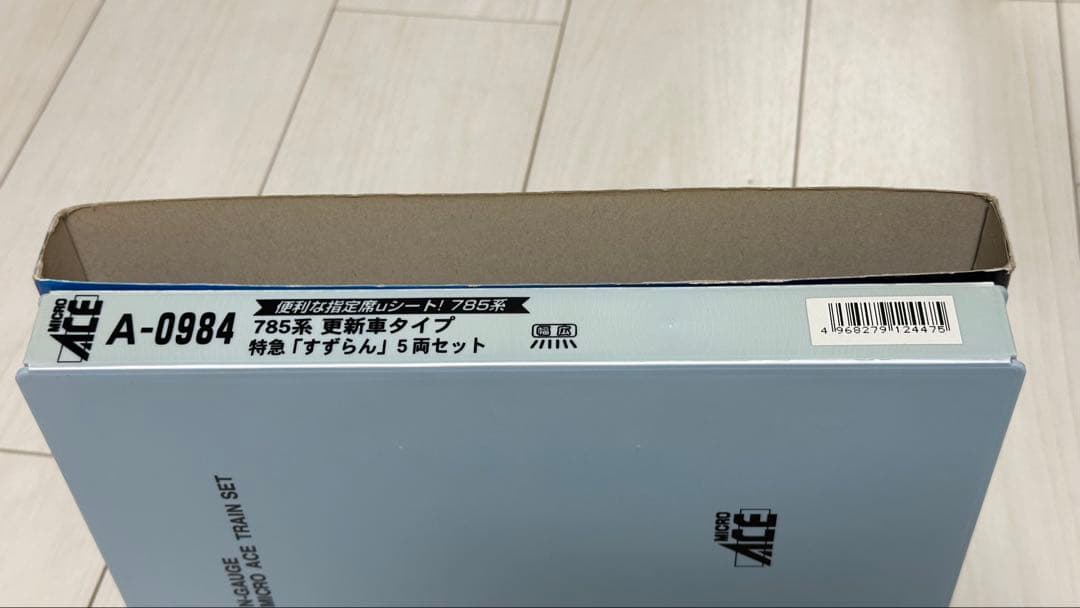 MICRO ACE
A-0984
便利な指定席uシート! 785系
785系 更新車タイプ
特急「すずらん」5両セット
幅広
4 968279 124475
N-GAUGE
MICRO ACE TRAIN SET
MICRO ACE